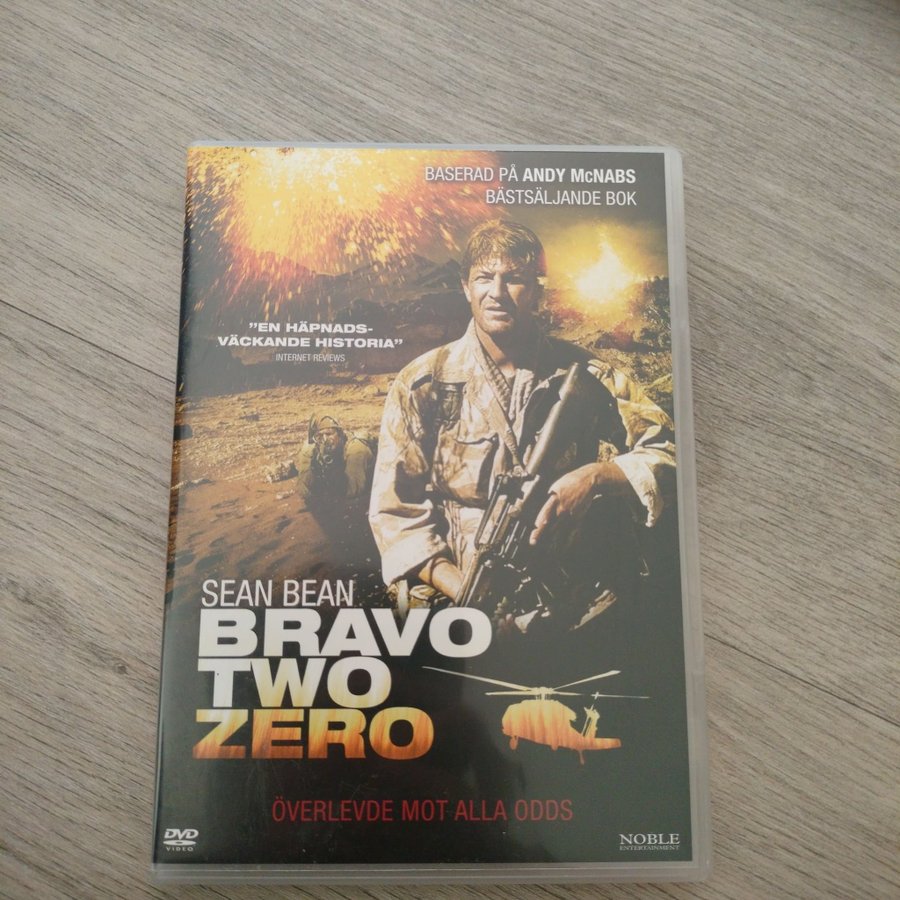 BASERAD PÅ ANDY McNABS
BÄSTSÄLJANDE BOK
"EN HÄPNADS-
VÄCKANDE HISTORIA"
INTERNET REVIEWS
SEAN BEAN
BRAVO
TWO
ZERO
ÖVERLEVDE MOT ALLA ODDS
DVD
VIDEO
NOBLE
ENTERTAINMENT